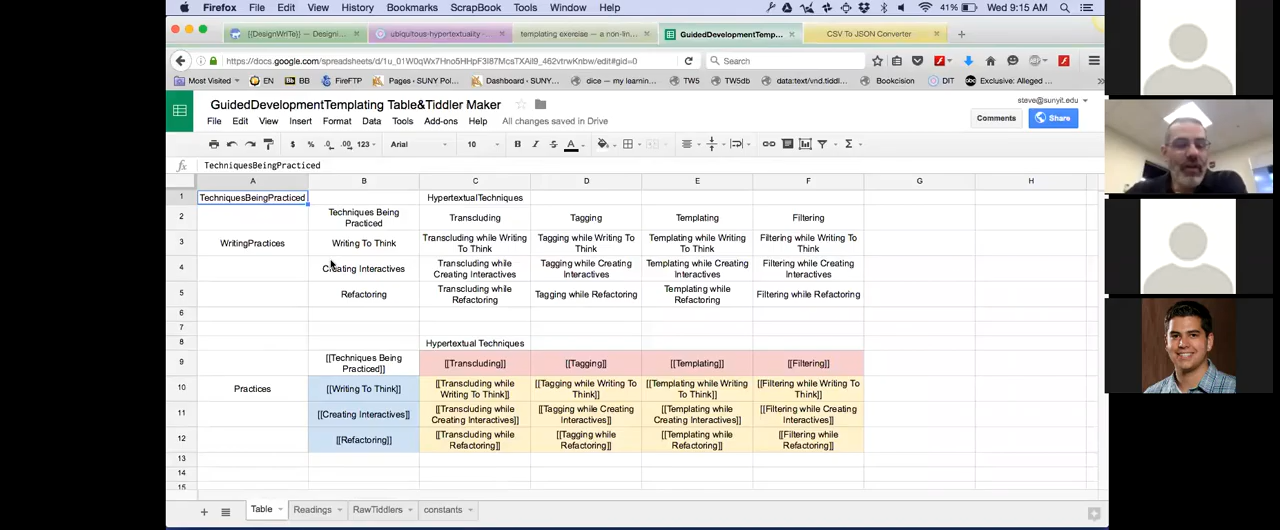 Firefox File Edit View History Bookmarks ScrapBook Tools Window Help 41% Wed 9:15 AM
{{DesignWriTe}} — Designi...
ubiquitous-hypertextuality -
templating exercise — a non-lin...
GuidedDevelopmentTemp...
CSV To JSON Converter
https://docs.google.com/spreadsheets/d/1u_01W0qWx7Hno5HHpF3I87McsTXAil9_462vtrwKnbw/edit#gid=0
Search
Most Visited EN BB FireFTP Pages · SUNY Pol... Dashboard · SUNY... dice — my learnin... TW5 TW5db data:text/vnd.tiddl... Bookcision DIT Exclusive: Alleged ...
GuidedDevelopmentTemplating Table&Tiddler Maker
steve@sunyit.edu
File Edit View Insert Format Data Tools Add-ons Help All changes saved in Drive
Comments Share
$ % .0 .00 123 Arial 10 B I S A
fx TechniquesBeingPracticed
A B C D E F G H
1 TechniquesBeingPracticed HypertextualTechniques
2 Techniques Being Practiced Transcluding Tagging Templating Filtering
3 WritingPractices Writing To Think Transcluding while Writing To Think Tagging while Writing To Think Templating while Writing To Think Filtering while Writing To Think
4 Creating Interactives Transcluding while Creating Interactives Tagging while Creating Interactives Templating while Creating Interactives Filtering while Creating Interactives
5 Refactoring Transcluding while Refactoring Tagging while Refactoring Templating while Refactoring Filtering while Refactoring
6
7
8 Hypertextual Techniques
9 [[Techniques Being Practiced]] [[Transcluding]] [[Tagging]] [[Templating]] [[Filtering]]
10 Practices [[Writing To Think]] [[Transcluding while Writing To Think]] [[Tagging while Writing To Think]] [[Templating while Writing To Think]] [[Filtering while Writing To Think]]
11 [[Creating Interactives]] [[Transcluding while Creating Interactives]] [[Tagging while Creating Interactives]] [[Templating while Creating Interactives]] [[Filtering while Creating Interactives]]
12 [[Refactoring]] [[Transcluding while Refactoring]] [[Tagging while Refactoring]] [[Templating while Refactoring]] [[Filtering while Refactoring]]
13
14
15
Table Readings RawTiddlers constants